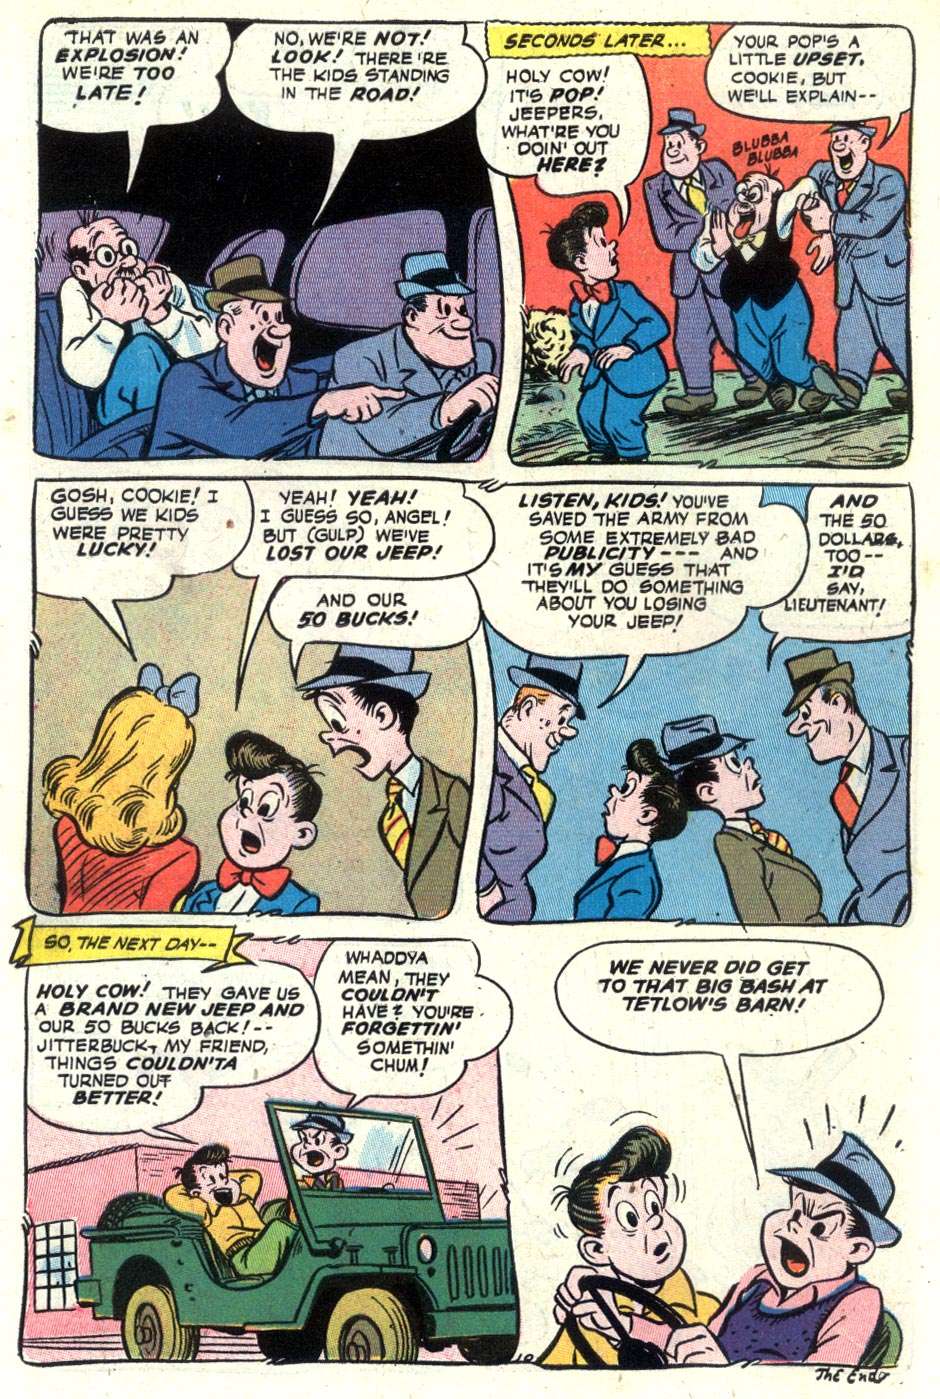 THAT WAS AN
EXPLOSION!
WE'RE TOO
LATE!
NO, WE'RE NOT!
LOOK! THERE'RE
THE KIDS STANDING
IN THE ROAD!
SECONDS LATER...
HOLY COW!
IT'S POP!
JEEPERS,
WHAT'RE YOU
DOIN' OUT
HERE?
BLUBBA
BLUBBA
YOUR POP'S A
LITTLE UPSET,
COOKIE, BUT
WE'LL EXPLAIN--
GOSH, COOKIE! I
GUESS WE KIDS
WERE PRETTY
LUCKY!
YEAH! YEAH!
I GUESS SO, ANGEL!
BUT (GULP) WE'VE
LOST OUR JEEP!
AND OUR
50 BUCKS!
LISTEN, KIDS! YOU'VE
SAVED THE ARMY FROM
SOME EXTREMELY BAD
PUBLICITY --- AND
IT'S MY GUESS THAT
THEY'LL DO SOMETHING
ABOUT YOU LOSING
YOUR JEEP!
AND
THE 50
DOLLARS,
TOO--
I'D
SAY,
LIEUTENANT!
SO, THE NEXT DAY--
HOLY COW! THEY GAVE US
A BRAND NEW JEEP AND
OUR 50 BUCKS BACK!--
JITTERBUCK, MY FRIEND,
THINGS COULDN'TA
TURNED OUT
BETTER!
WHADDYA
MEAN, THEY
COULDN'T
HAVE? YOU'RE
FORGETTIN'
SOMETHIN'
CHUM!
WE NEVER DID GET
TO THAT BIG BASH AT
TETLOW'S BARN!
10
THE END